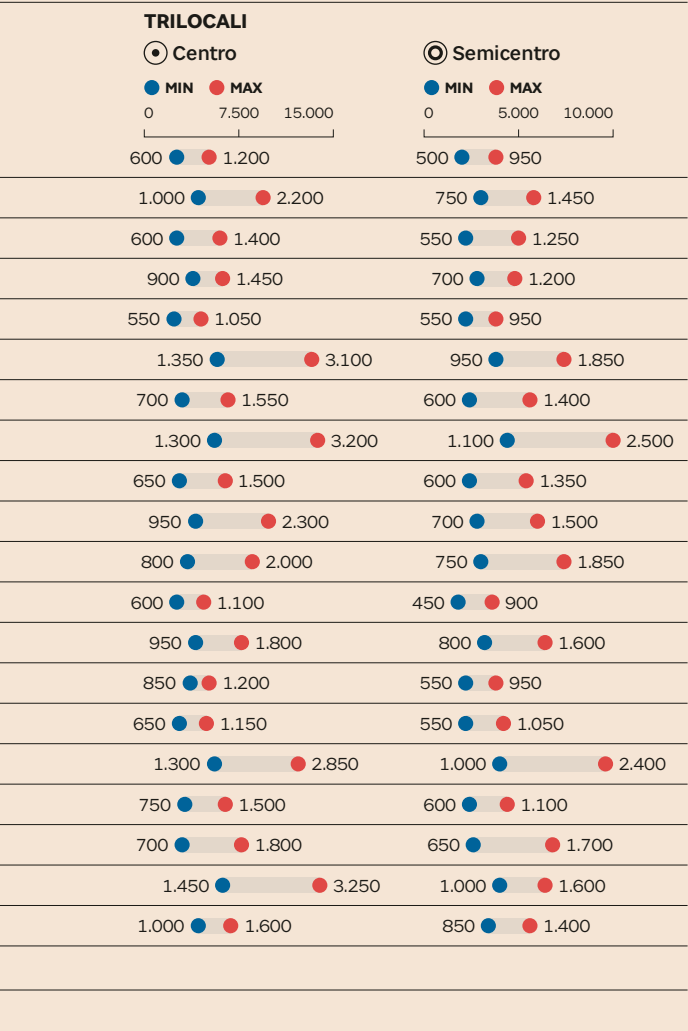 TRILOCALI
Centro Semicentro
MIN MAX MIN MAX
0 7.500 15.000 0 5.000 10.000
600 1.200 500 950
1.000 2.200 750 1.450
600 1.400 550 1.250
900 1.450 700 1.200
550 1.050 550 950
1.350 3.100 950 1.850
700 1.550 600 1.400
1.300 3.200 1.100 2.500
650 1.500 600 1.350
950 2.300 700 1.500
800 2.000 750 1.850
600 1.100 450 900
950 1.800 800 1.600
850 1.200 550 950
650 1.150 550 1.050
1.300 2.850 1.000 2.400
750 1.500 600 1.100
700 1.800 650 1.700
1.450 3.250 1.000 1.600
1.000 1.600 850 1.400